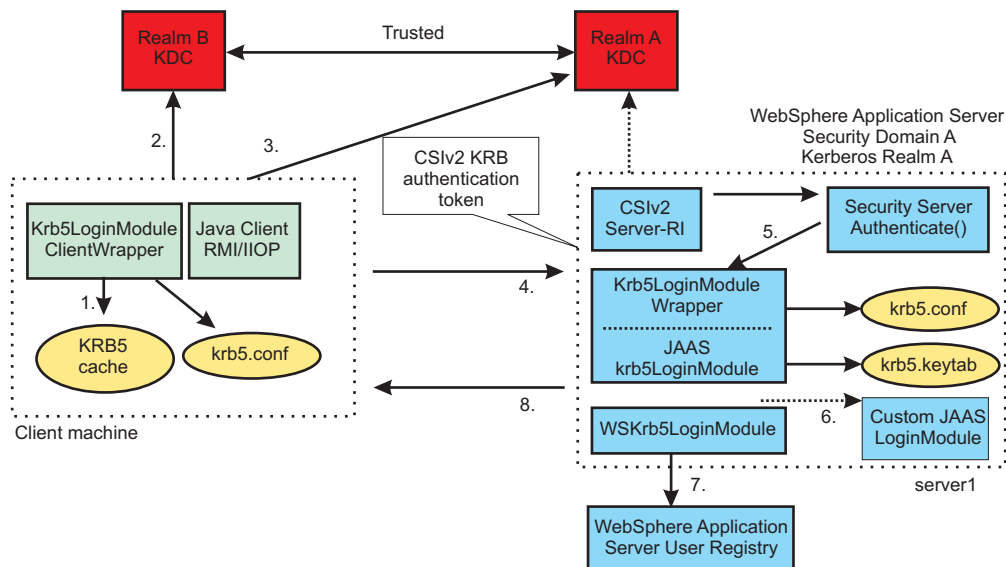 Realm B
KDC
Trusted
Realm A
KDC
WebSphere Application Server
Security Domain A
Kerberos Realm A
2.
3.
CSIv2 KRB
authentication
token
Krb5LoginModule
ClientWrapper
Java Client
RMI/IIOP
CSIv2
Server-RI
Security Server
Authenticate()
5.
1.
4.
Krb5LoginModule
Wrapper
krb5.conf
KRB5
cache
krb5.conf
JAAS
krb5LoginModule
krb5.keytab
8.
6.
Client machine
WSKrb5LoginModule
Custom JAAS
LoginModule
7.
server1
WebSphere Application
Server User Registry